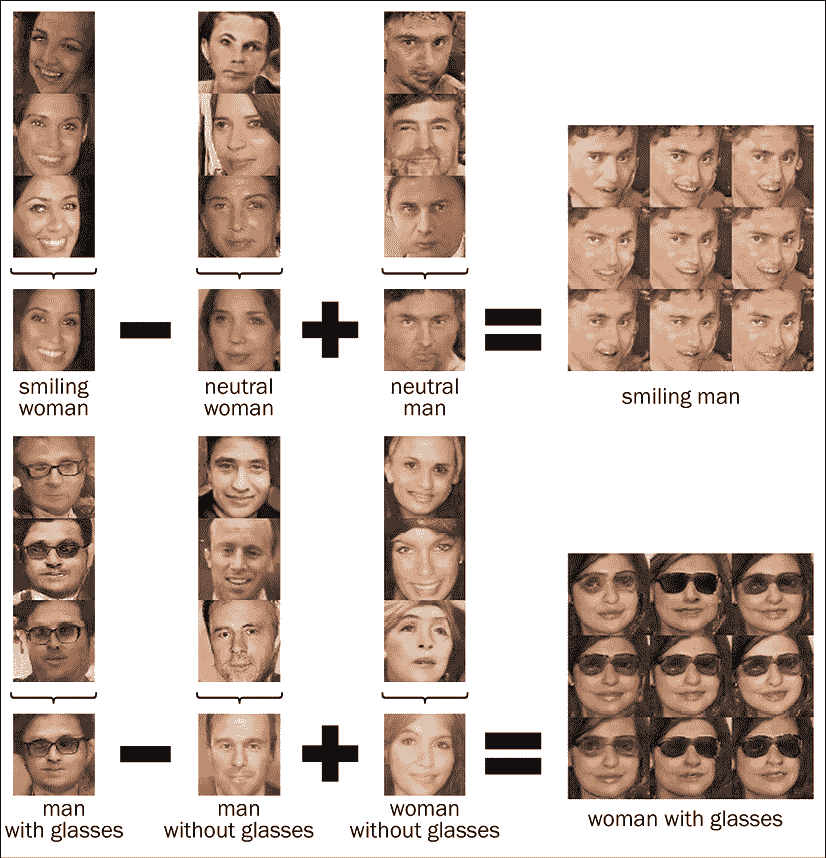 smiling
woman
neutral
woman
neutral
man
smiling man
man
with glasses
man
without glasses
woman
without glasses
woman with glasses